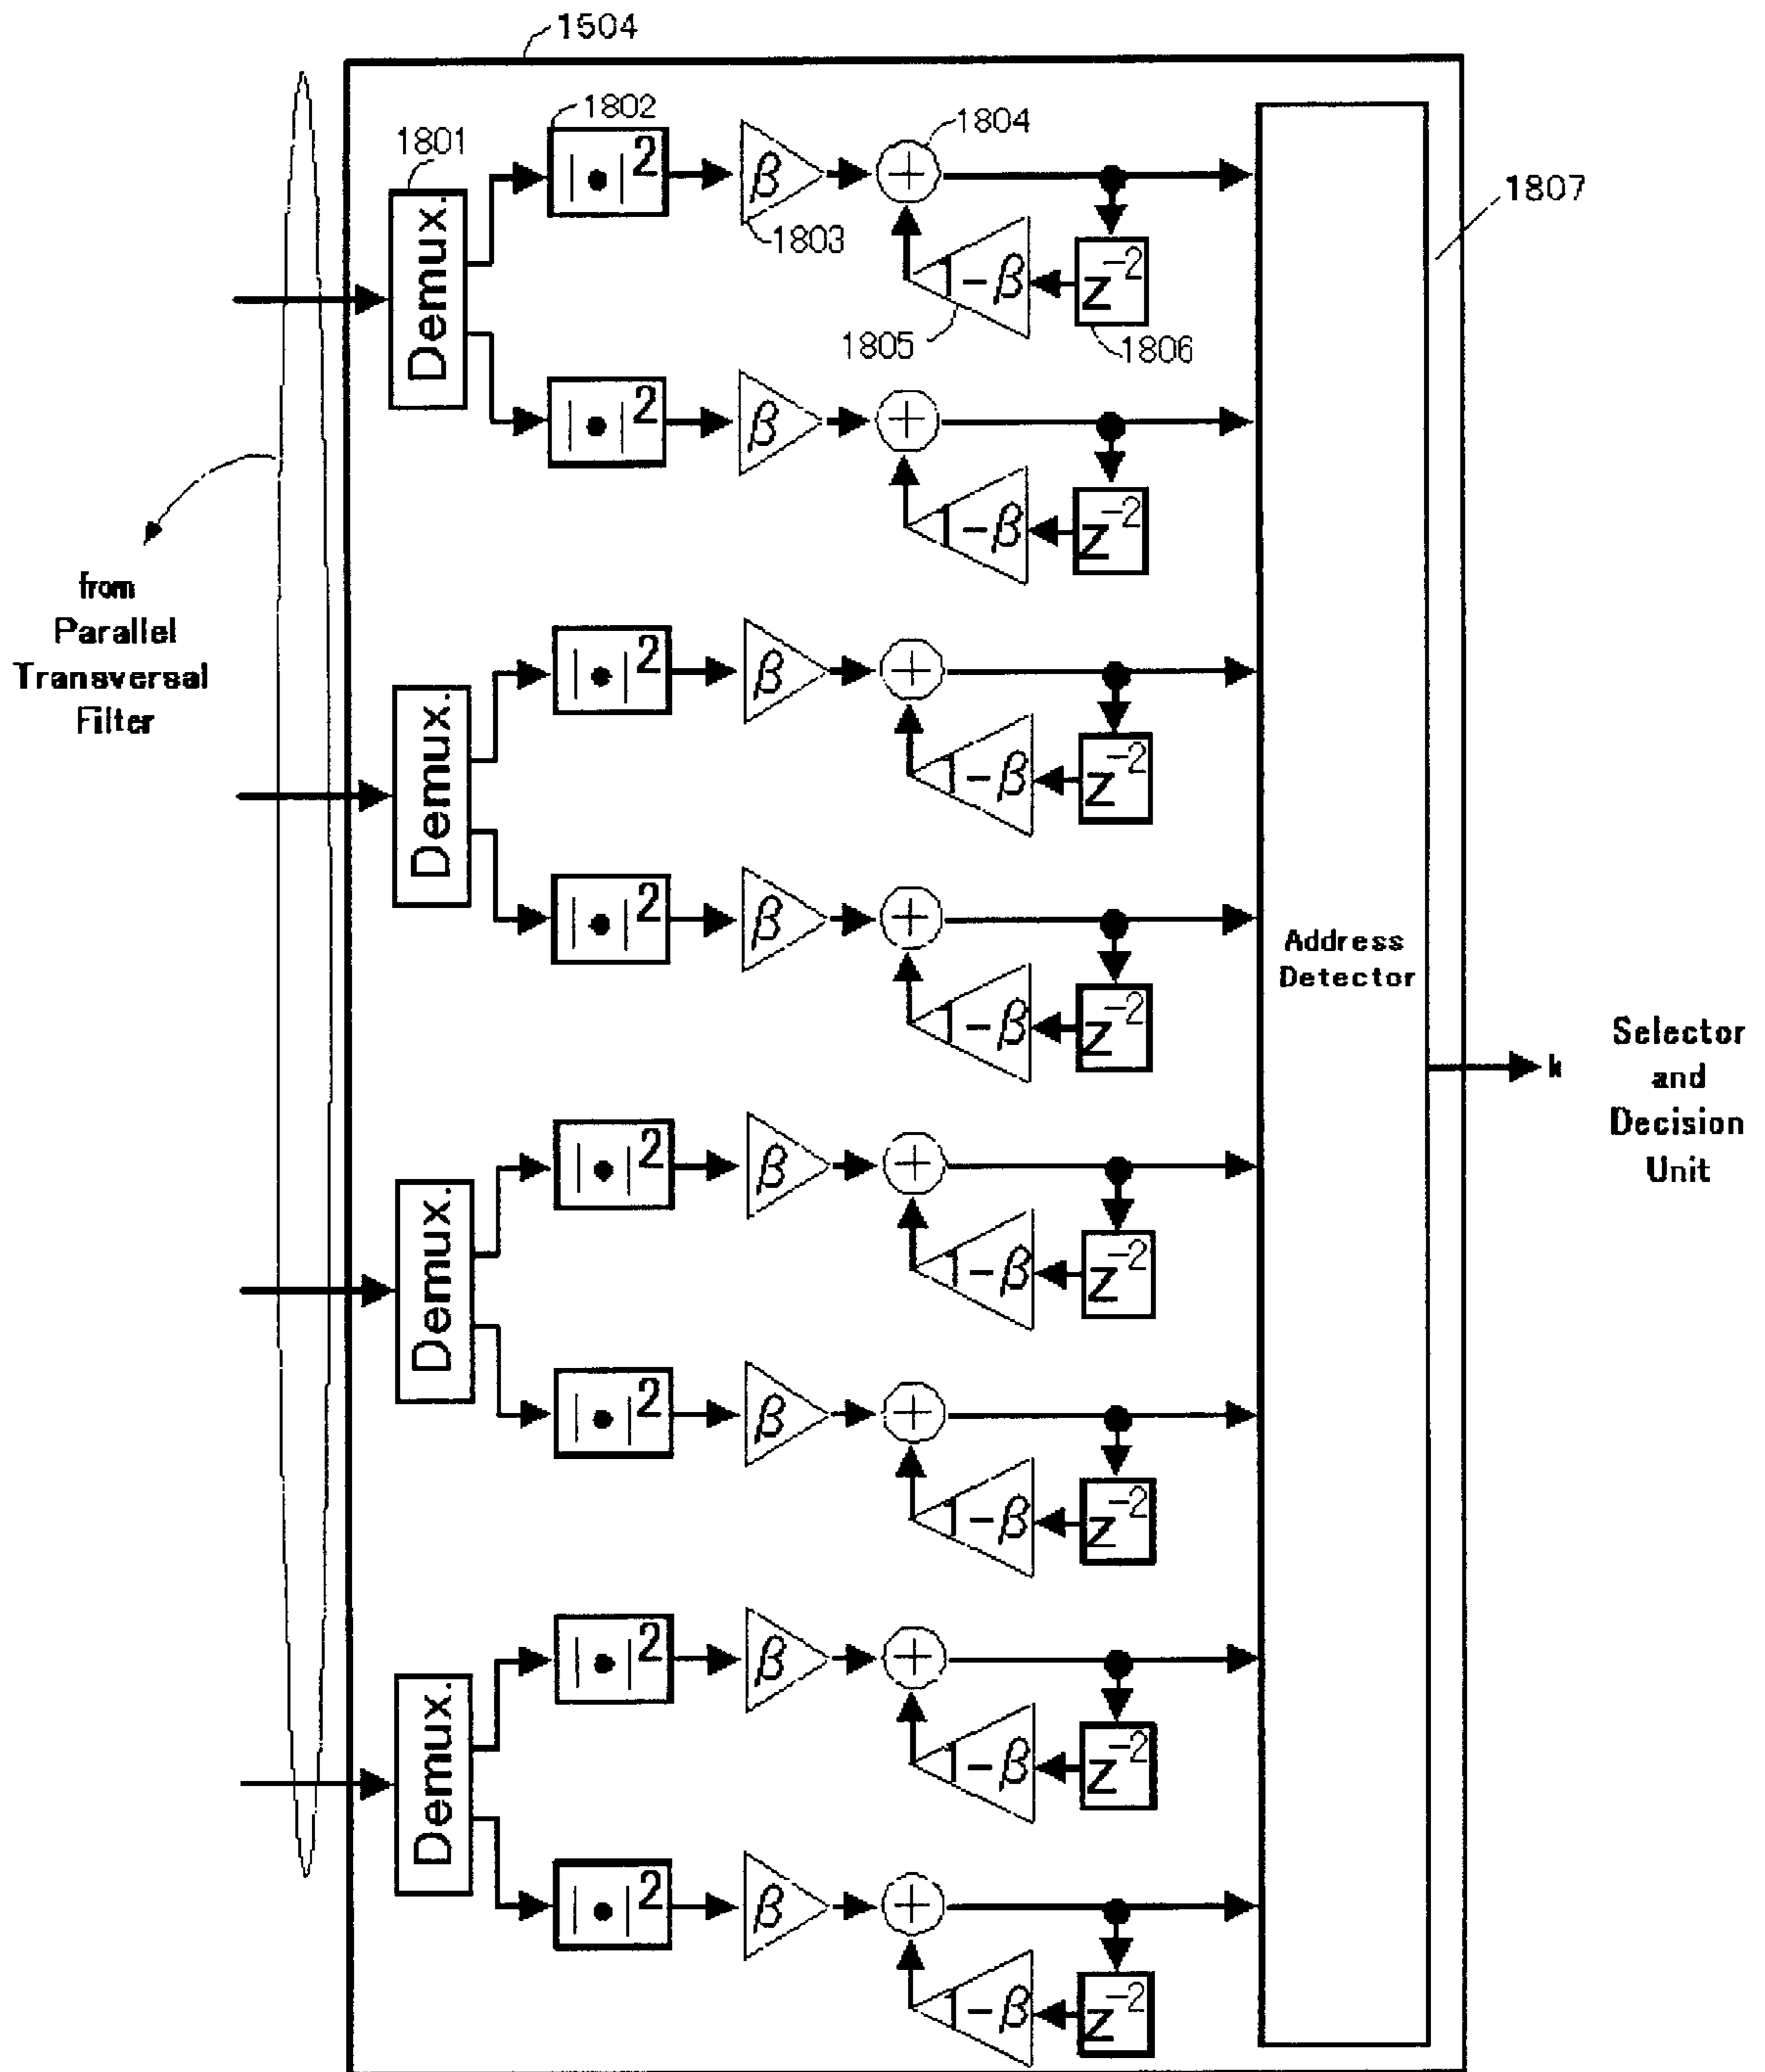 1504
1802
1804
1801
1807
|•|²
β
+
1803
Demux.
1-β
z⁻²
1805
1806
|•|²
β
+
1-β
z⁻²
from
Parallel
Transversal
Filter
|•|²
β
+
Demux.
1-β
z⁻²
|•|²
β
+
1-β
z⁻²
Address
Detector
k
Selector
and
Decision
Unit
|•|²
β
+
Demux.
1-β
z⁻²
|•|²
β
+
1-β
z⁻²
|•|²
β
+
Demux.
1-β
z⁻²
|•|²
β
+
1-β
z⁻²